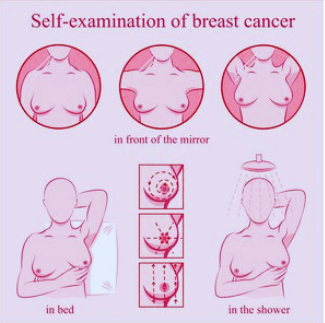 Self-examination of breast cancer
in front of the mirror
in bed
in the shower